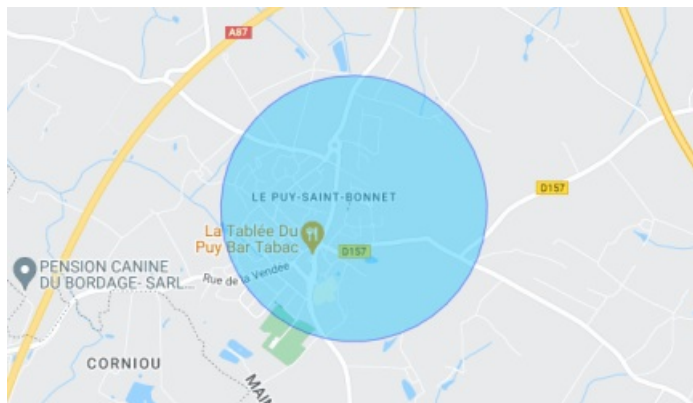 A87
D157
LE PUY-SAINT-BONNET
La Tablée Du
Puy Bar Tabac
D157
PENSION CANINE
DU BORDAGE- SARL...
Rue de la Vendée
CORNIOU
MAIN